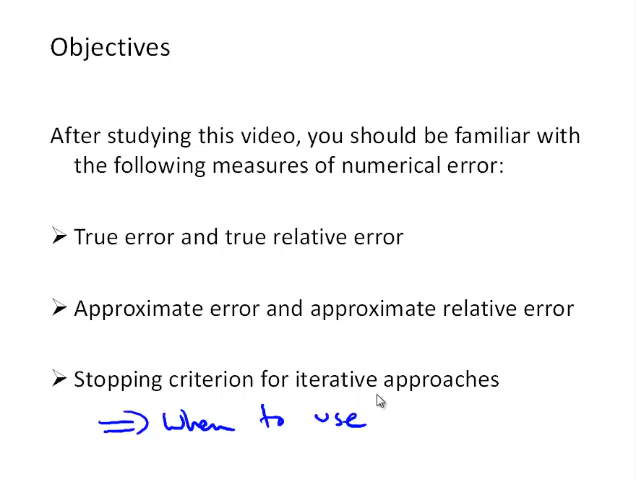 Objectives
After studying this video, you should be familiar with
the following measures of numerical error:
➢ True error and true relative error
➢ Approximate error and approximate relative error
➢ Stopping criterion for iterative approaches
⇒ When to use